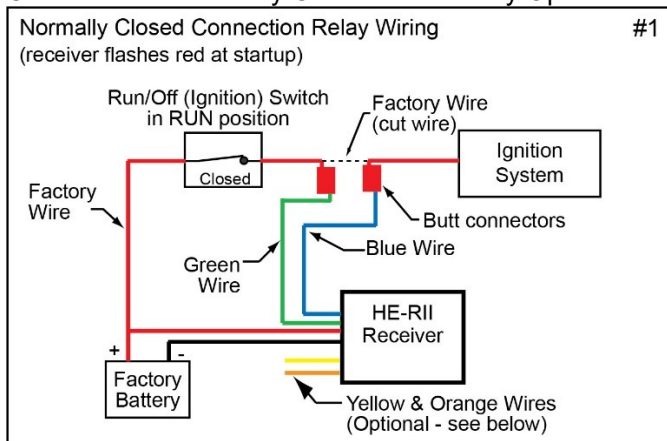 Normally Closed Connection Relay Wiring #1
(receiver flashes red at startup)
Run/Off (Ignition) Switch
in RUN position
Factory Wire
(cut wire)
Ignition
System
Closed
Factory
Wire
Butt connectors
Blue Wire
Green
Wire
HE-RII
Receiver
+ -
Factory
Battery
Yellow & Orange Wires
(Optional - see below)